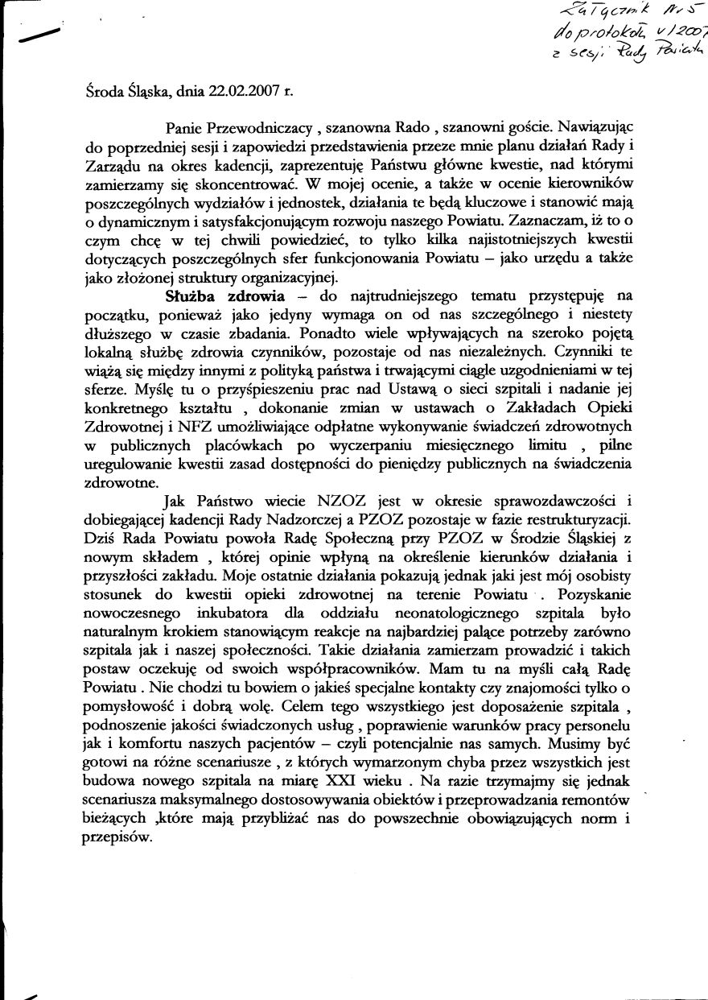 Załącznik Nr 5
do protokołu V/2007
z sesji Rady Powiatu
Środa Śląska, dnia 22.02.2007 r.
Panie Przewodniczacy , szanowna Rado , szanowni goście. Nawiązując
do poprzedniej sesji i zapowiedzi przedstawienia przeze mnie planu działań Rady i
Zarządu na okres kadencji, zaprezentuję Państwu główne kwestie, nad którymi
zamierzamy się skoncentrować. W mojej ocenie, a także w ocenie kierowników
poszczególnych wydziałów i jednostek, działania te będą kluczowe i stanowić mają
o dynamicznym i satysfakcjonującym rozwoju naszego Powiatu. Zaznaczam, iż to o
czym chcę w tej chwili powiedzieć, to tylko kilka najistotniejszych kwestii
dotyczących poszczególnych sfer funkcjonowania Powiatu – jako urzędu a także
jako złożonej struktury organizacyjnej.
Służba zdrowia – do najtrudniejszego tematu przystępuję na
początku, ponieważ jako jedyny wymaga on od nas szczególnego i niestety
dłuższego w czasie zbadania. Ponadto wiele wpływających na szeroko pojętą
lokalną służbę zdrowia czynników, pozostaje od nas niezależnych. Czynniki te
wiążą się między innymi z polityką państwa i trwającymi ciągle uzgodnieniami w tej
sferze. Myślę tu o przyśpieszeniu prac nad Ustawą o sieci szpitali i nadanie jej
konkretnego kształtu , dokonanie zmian w ustawach o Zakładach Opieki
Zdrowotnej i NFZ umożliwiające odpłatne wykonywanie świadczeń zdrowotnych
w publicznych placówkach po wyczerpaniu miesięcznego limitu , pilne
uregulowanie kwestii zasad dostępności do pieniędzy publicznych na świadczenia
zdrowotne.
Jak Państwo wiecie NZOZ jest w okresie sprawozdawczości i
dobiegającej kadencji Rady Nadzorczej a PZOZ pozostaje w fazie restrukturyzacji.
Dziś Rada Powiatu powoła Radę Społeczną przy PZOZ w Środzie Śląskiej z
nowym składem , której opinie wpłyną na określenie kierunków działania i
przyszłości zakładu. Moje ostatnie działania pokazują jednak jaki jest mój osobisty
stosunek do kwestii opieki zdrowotnej na terenie Powiatu . Pozyskanie
nowoczesnego inkubatora dla oddziału neonatologicznego szpitala było
naturalnym krokiem stanowiącym reakcje na najbardziej palące potrzeby zarówno
szpitala jak i naszej społeczności. Takie działania zamierzam prowadzić i takich
postaw oczekuję od swoich współpracowników. Mam tu na myśli całą Radę
Powiatu . Nie chodzi tu bowiem o jakieś specjalne kontakty czy znajomości tylko o
pomysłowość i dobrą wolę. Celem tego wszystkiego jest doposażenie szpitala ,
podnoszenie jakości świadczonych usług , poprawienie warunków pracy personelu
jak i komfortu naszych pacjentów – czyli potencjalnie nas samych. Musimy być
gotowi na różne scenariusze , z których wymarzonym chyba przez wszystkich jest
budowa nowego szpitala na miarę XXI wieku . Na razie trzymajmy się jednak
scenariusza maksymalnego dostosowywania obiektów i przeprowadzania remontów
bieżących ,które mają przybliżać nas do powszechnie obowiązujących norm i
przepisów.